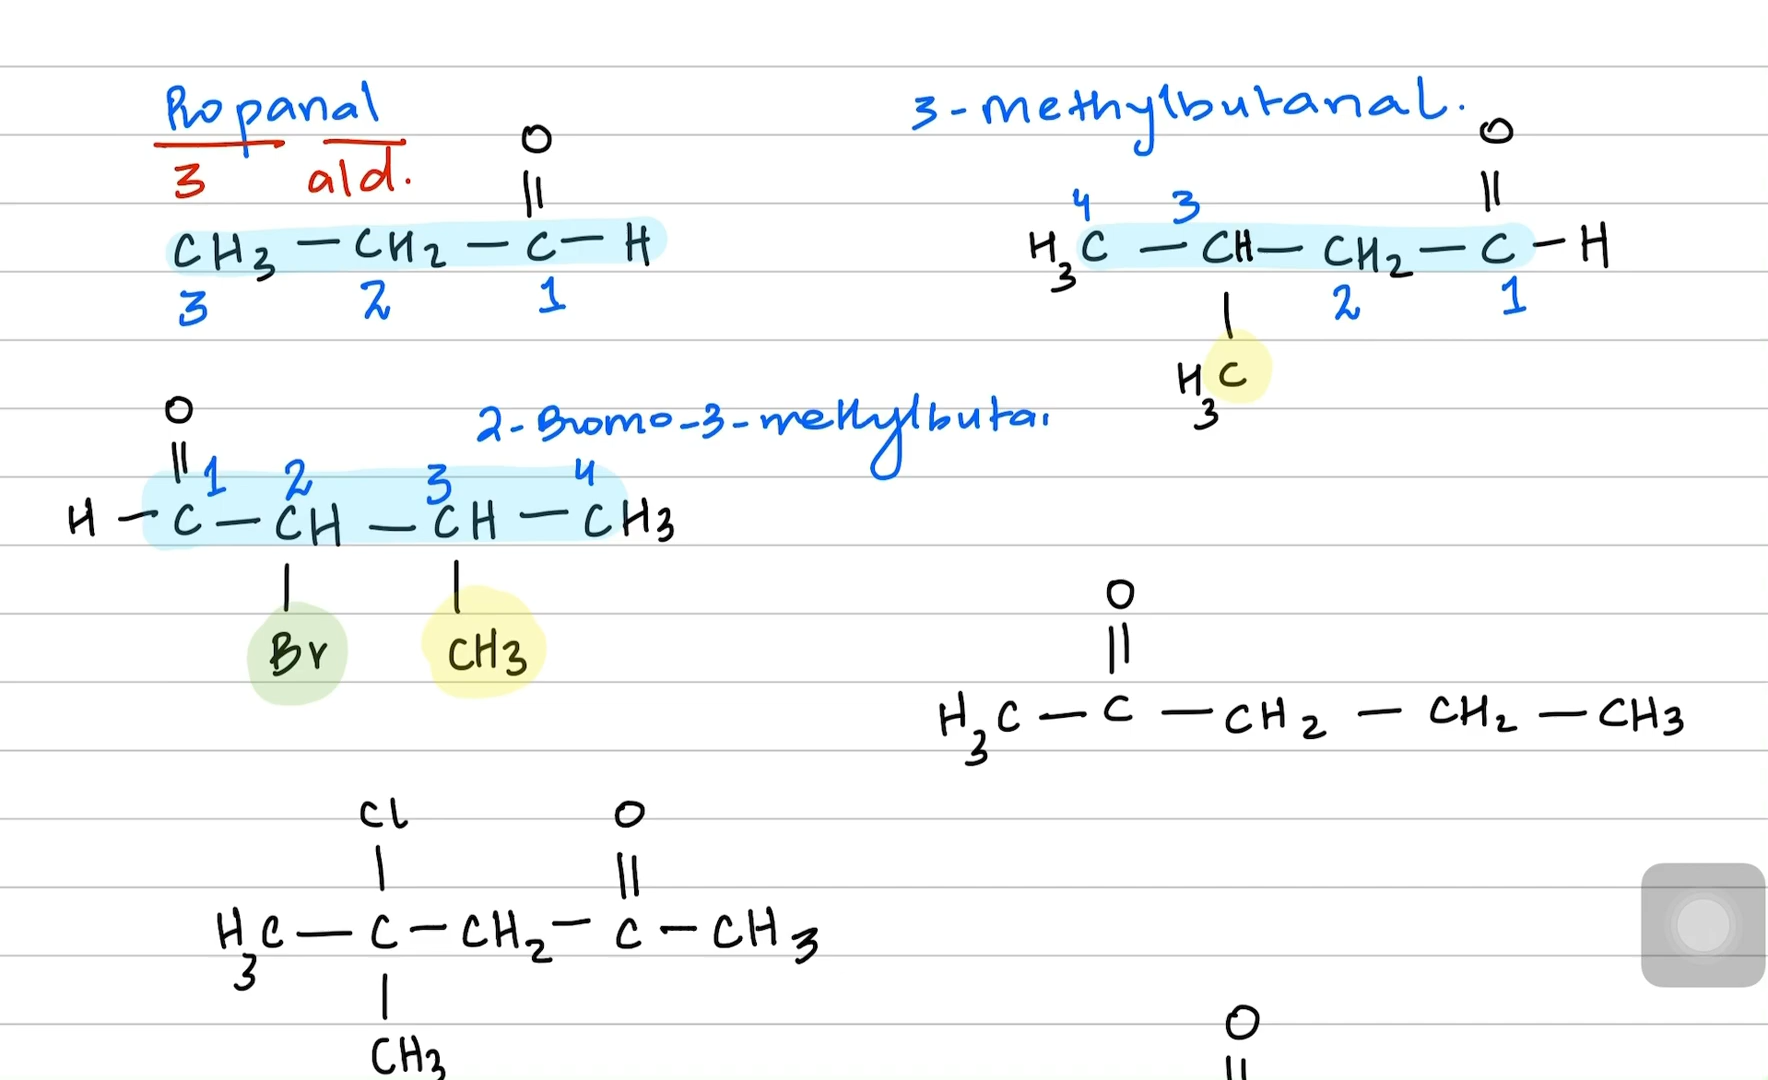 Propanal
3 ald.
O
||
CH3 — CH2 — C — H
3 2 1
3-methylbutanal.
O
||
4 3
H3C — CH — CH2 — C — H
2 1
|
H3C
2-Bromo-3-methylbuta
O
||
1 2 3 4
H — C — CH — CH — CH3
| |
Br CH3
O
||
H3C — C — CH2 — CH2 — CH3
Cl O
| ||
H3C — C — CH2 — C — CH3
|
CH3
O
||